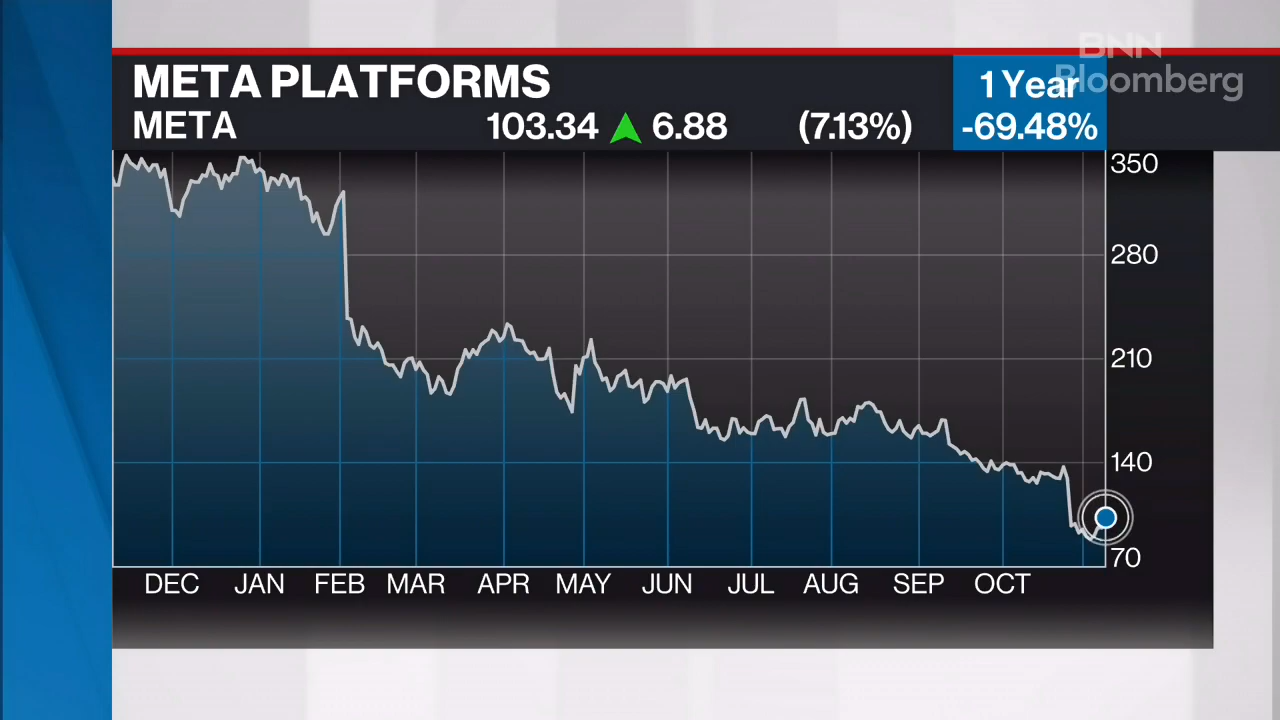 BNN
Bloomberg
META PLATFORMS
META 103.34 ▲ 6.88 (7.13%)
1 Year
-69.48%
350
280
210
140
70
DEC JAN FEB MAR APR MAY JUN JUL AUG SEP OCT